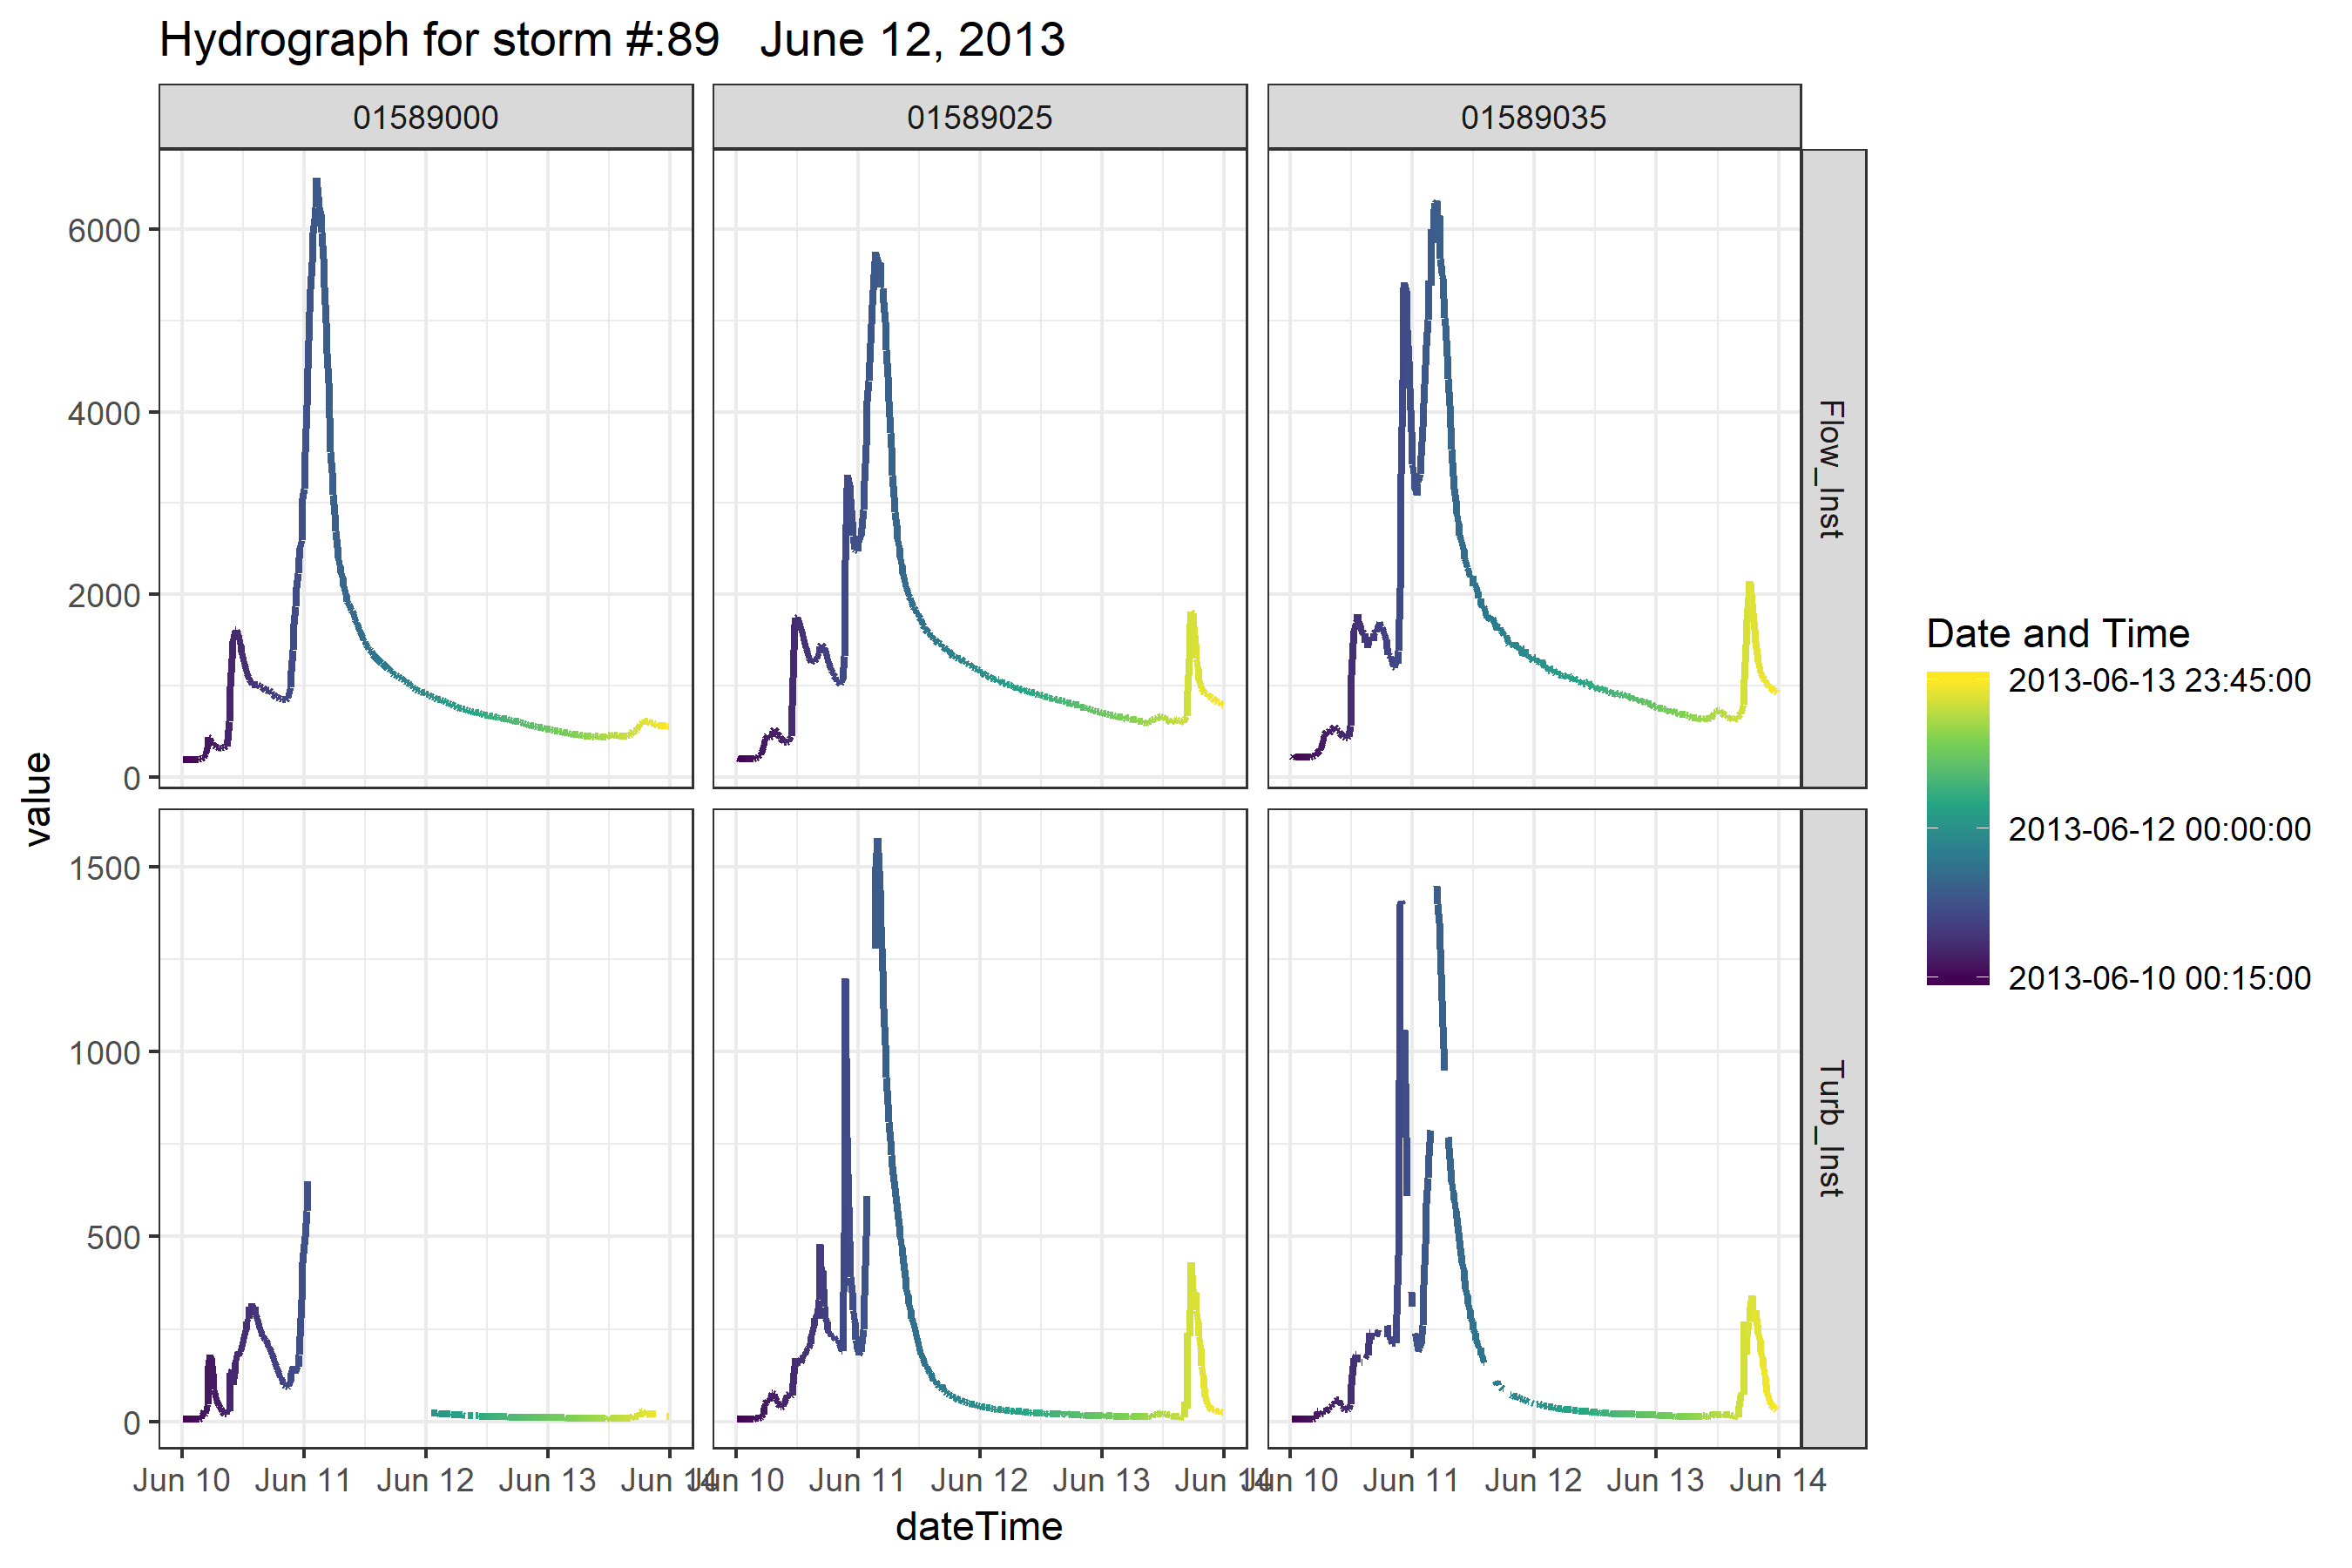 Hydrograph for storm #:89   June 12, 2013
01589000
01589025
01589035
6000
4000
2000
0
Flow_Inst
1500
1000
500
0
Turb_Inst
value
Jun 10 Jun 11 Jun 12 Jun 13 Jun 14
Jun 10 Jun 11 Jun 12 Jun 13 Jun 14
Jun 10 Jun 11 Jun 12 Jun 13 Jun 14
dateTime
Date and Time
2013-06-13 23:45:00
2013-06-12 00:00:00
2013-06-10 00:15:00